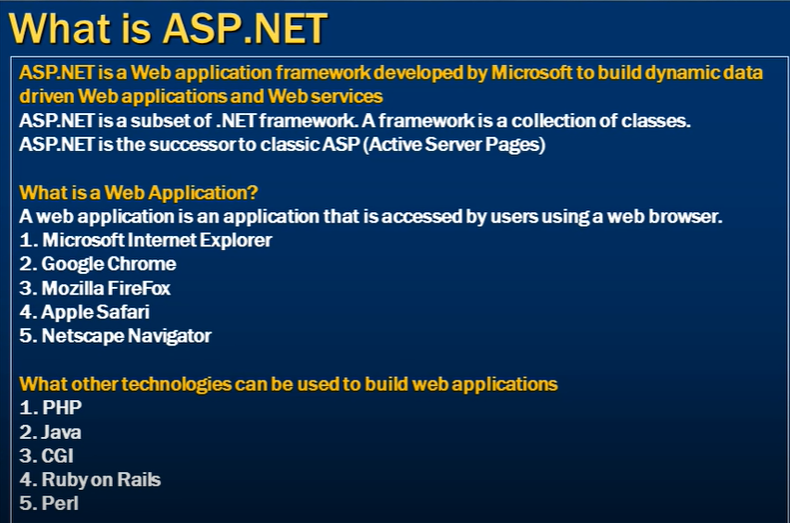 What is ASP.NET
ASP.NET is a Web application framework developed by Microsoft to build dynamic data
driven Web applications and Web services
ASP.NET is a subset of .NET framework. A framework is a collection of classes.
ASP.NET is the successor to classic ASP (Active Server Pages)
What is a Web Application?
A web application is an application that is accessed by users using a web browser.
1. Microsoft Internet Explorer
2. Google Chrome
3. Mozilla FireFox
4. Apple Safari
5. Netscape Navigator
What other technologies can be used to build web applications
1. PHP
2. Java
3. CGI
4. Ruby on Rails
5. Perl